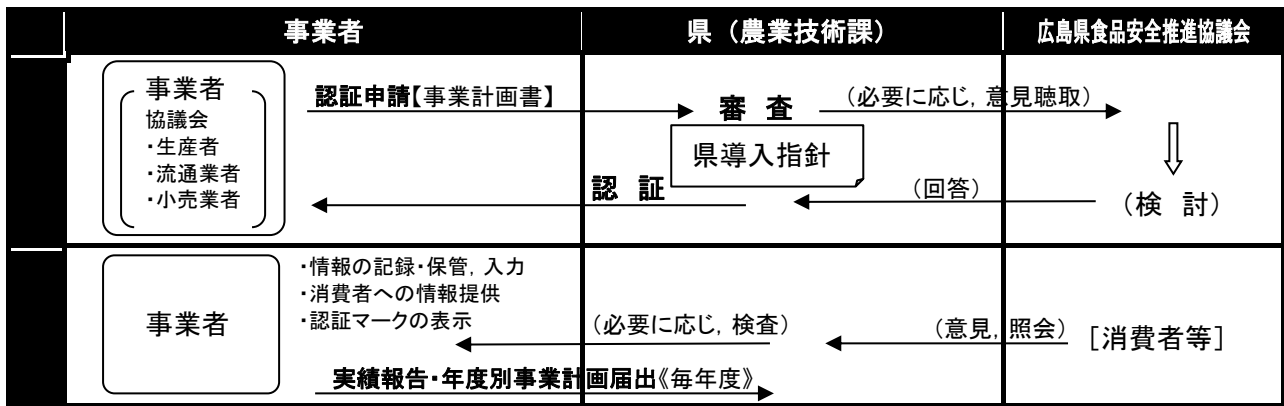 事業者
県（農業技術課）
広島県食品安全推進協議会
事業者
協議会
・生産者
・流通業者
・小売業者
認証申請【事業計画書】
審　査
（必要に応じ，意見聴取）
県導入指針
認　証
（回答）
（検　討）
事業者
・情報の記録・保管，入力
・消費者への情報提供
・認証マークの表示
（必要に応じ，検査）
（意見，照会）
［消費者等］
実績報告・年度別事業計画届出《毎年度》